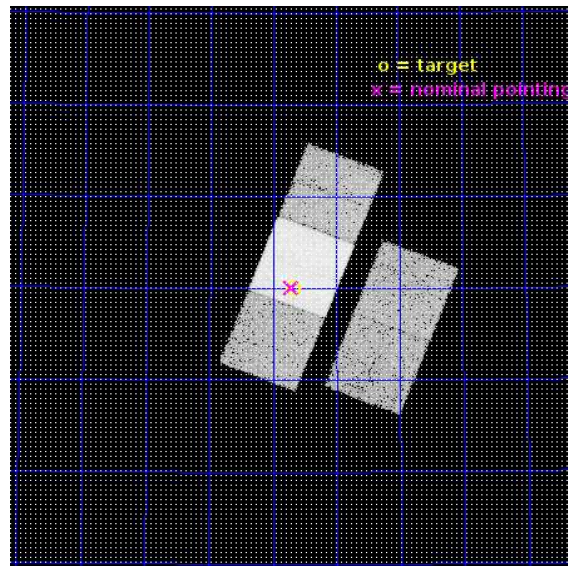 o = target
x = nominal pointing